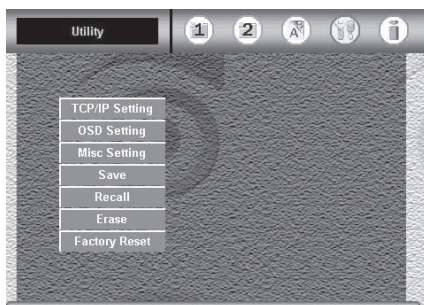 Utility
1
2
A
i
TCP/IP Setting
OSD Setting
Misc Setting
Save
Recall
Erase
Factory Reset